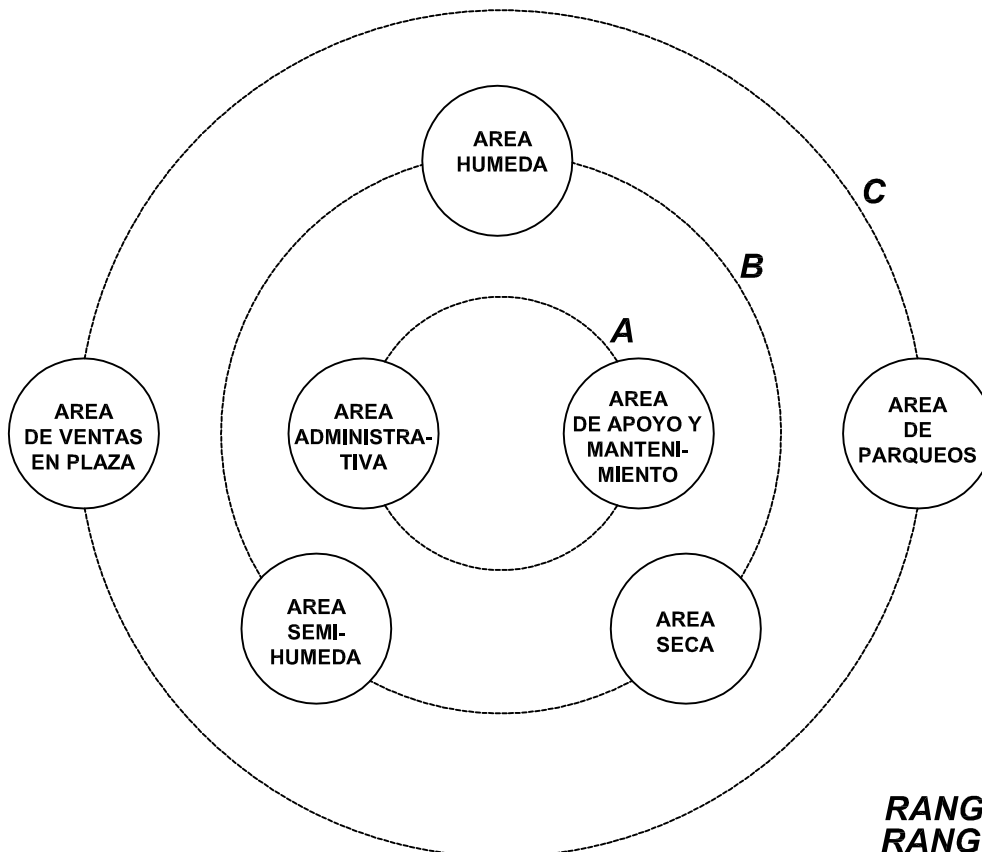 AREA
HUMEDA
C
B
A
AREA
DE VENTAS
EN PLAZA
AREA
ADMINISTRA-
TIVA
AREA
DE APOYO Y
MANTENI-
MIENTO
AREA
DE
PARQUEOS
AREA
SEMI-
HUMEDA
AREA
SECA
RANG
RANG